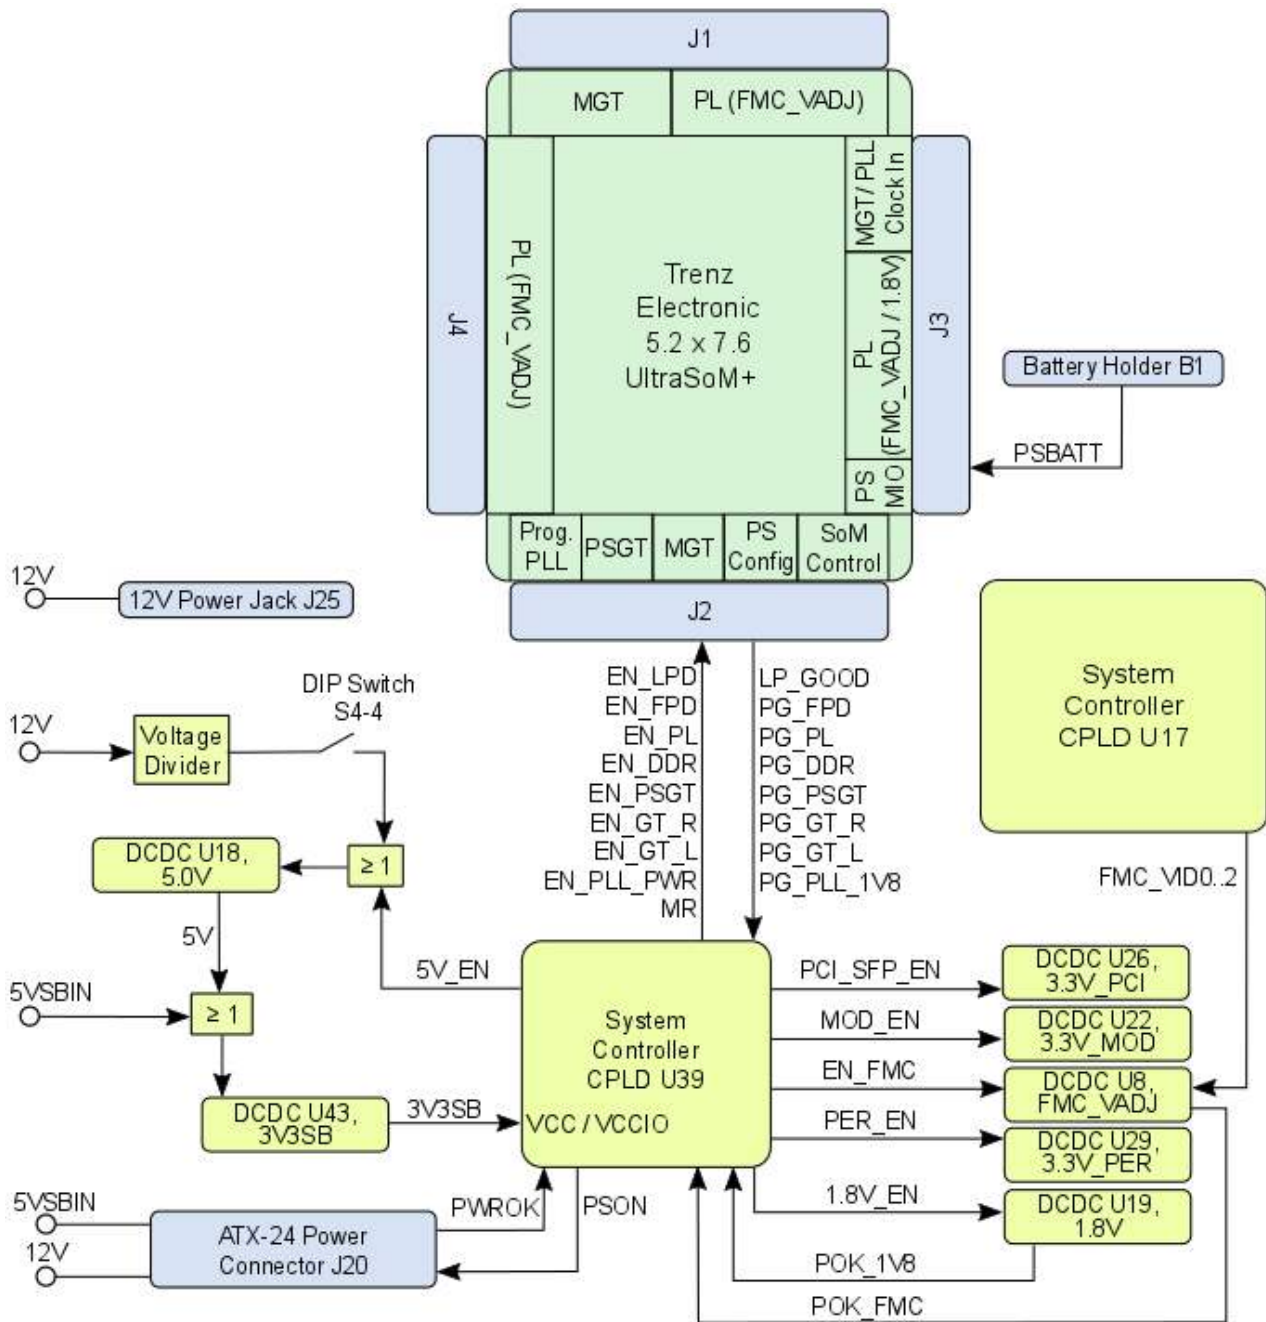 J1
MGT
PL (FMC_VADJ)
J4
PL (FMC_VADJ)
Trenz
Electronic
5.2 x 7.6
UltraSoM+
MGT / PLL
Clock In
PL
(FMC_VADJ / 1.8V)
PS
MIO
J3
Battery Holder B1
PSBATT
Prog.
PLL
PSGT
MGT
PS
Config
SoM
Control
J2
12V
12V Power Jack J25
12V
Voltage
Divider
DIP Switch
S4-4
EN_LPD
EN_FPD
EN_PL
EN_DDR
EN_PSGT
EN_GT_R
EN_GT_L
EN_PLL_PWR
MR
LP_GOOD
PG_FPD
PG_PL
PG_DDR
PG_PSGT
PG_GT_R
PG_GT_L
PG_PLL_1V8
System
Controller
CPLD U17
FMC_VID0..2
DCDC U18,
5.0V
≥ 1
5V
5V_EN
5VSBIN
≥ 1
DCDC U43,
3V3SB
3V3SB
System
Controller
CPLD U39
VCC / VCCIO
PCI_SFP_EN
DCDC U26,
3.3V_PCI
MOD_EN
DCDC U22,
3.3V_MOD
EN_FMC
DCDC U8,
FMC_VADJ
PER_EN
DCDC U29,
3.3V_PER
1.8V_EN
DCDC U19,
1.8V
5VSBIN
12V
ATX-24 Power
Connector J20
PWROK
PSON
POK_1V8
POK_FMC